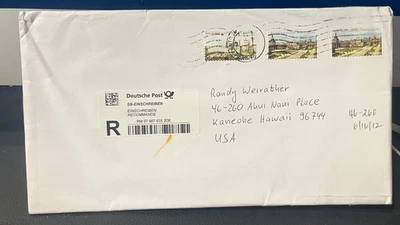 Deutsche Post
SB-EINSCHREIBEN
EINSCHREIBEN
RECOMMANDÉ
R
Randy Weirather
46-260 Ahui Nani Place
Kaneohe Hawaii 96744
USA
46-260
6/16/12